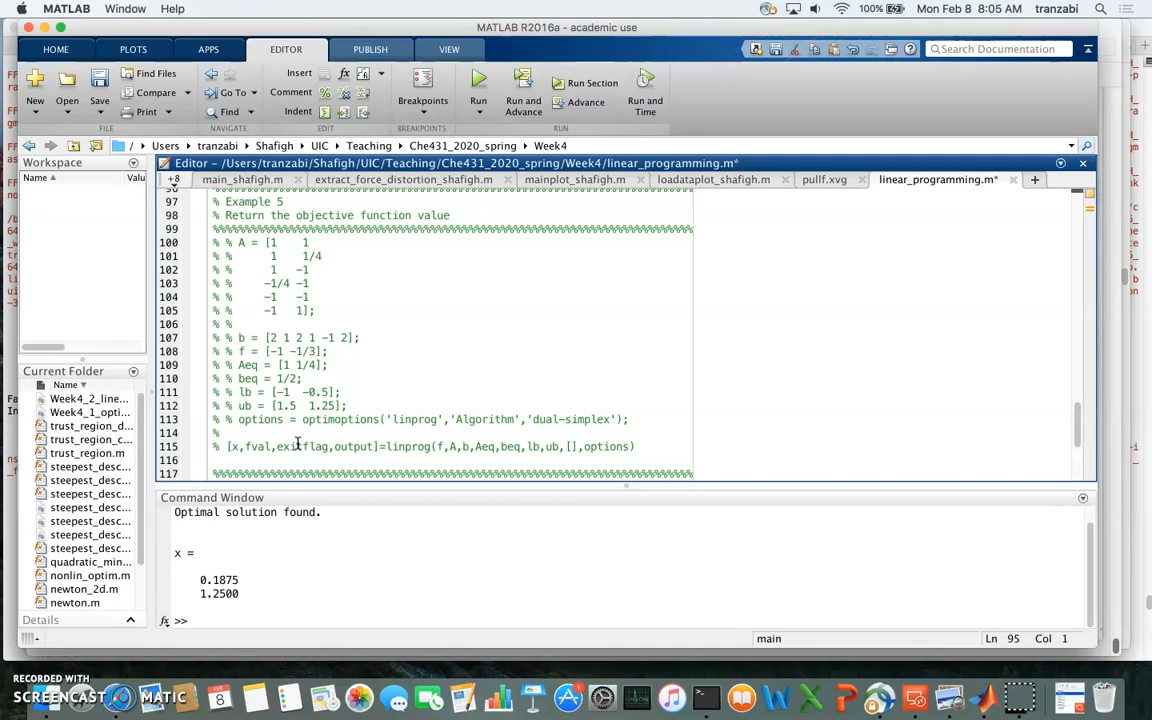 MATLAB Window Help 100% Mon Feb 8 8:05 AM tranzabi
MATLAB R2016a - academic use
HOME PLOTS APPS EDITOR PUBLISH VIEW Search Documentation
New Open Save Find Files Compare Print
Go To Find
Insert fx Comment % Indent
Breakpoints Run Run and Advance Run Section Advance Run and Time
FILE NAVIGATE EDIT BREAKPOINTS RUN
/ Users tranzabi Shafigh UIC Teaching Che431_2020_spring Week4
Workspace
Name Valu
Editor - /Users/tranzabi/Shafigh/UIC/Teaching/Che431_2020_spring/Week4/linear_programming.m*
+8 main_shafigh.m extract_force_distortion_shafigh.m mainplot_shafigh.m loadataplot_shafigh.m pullf.xvg linear_programming.m* +
97 % Example 5
98 % Return the objective function value
99 %%%%%%%%%%%%%%%%%%%%%%%%%%%%%%%%%%%%%%%%%%%%%%%%%%%%%%%%%%%%%%%%%%%%%%%%%
100 % % A = [1 1
101 % % 1 1/4
102 % % 1 -1
103 % % -1/4 -1
104 % % -1 -1
105 % % -1 1];
106 % %
107 % % b = [2 1 2 1 -1 2];
108 % % f = [-1 -1/3];
109 % % Aeq = [1 1/4];
110 % % beq = 1/2;
111 % % lb = [-1 -0.5];
112 % % ub = [1.5 1.25];
113 % % options = optimoptions('linprog','Algorithm','dual-simplex');
114 %
115 % [x,fval,exitflag,output]=linprog(f,A,b,Aeq,beq,lb,ub,[],options)
116
117 %%%%%%%%%%%%%%%%%%%%%%%%%%%%%%%%%%%%%%%%%%%%%%%%%%%%%%%%%%%%%%%%%%%%%%%%%
Current Folder
Name
Week4_2_line...
Week4_1_opti...
trust_region_d...
trust_region_c...
trust_region.m
steepest_desc...
steepest_desc...
steepest_desc...
steepest_desc...
steepest_desc...
steepest_desc...
steepest_desc...
quadratic_min...
nonlin_optim.m
newton_2d.m
newton.m
Details
Command Window
Optimal solution found.
x =
0.1875
1.2500
fx >>
main Ln 95 Col 1
RECORDED WITH
SCREENCAST MATIC